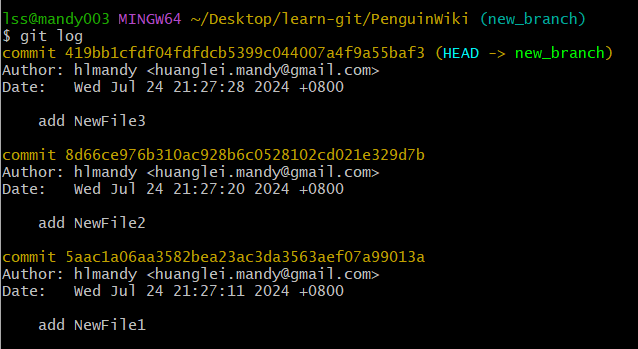 lss@mandy003 MINGW64 ~/Desktop/learn-git/PenguinWiki (new_branch)
$ git log
commit 419bb1cfdf04fdfdcb5399c044007a4f9a55baf3 (HEAD -> new_branch)
Author: hlmandy <huanglei.mandy@gmail.com>
Date:   Wed Jul 24 21:27:28 2024 +0800
    add NewFile3
commit 8d66ce976b310ac928b6c0528102cd021e329d7b
Author: hlmandy <huanglei.mandy@gmail.com>
Date:   Wed Jul 24 21:27:20 2024 +0800
    add NewFile2
commit 5aac1a06aa3582bea23ac3da3563aef07a99013a
Author: hlmandy <huanglei.mandy@gmail.com>
Date:   Wed Jul 24 21:27:11 2024 +0800
    add NewFile1